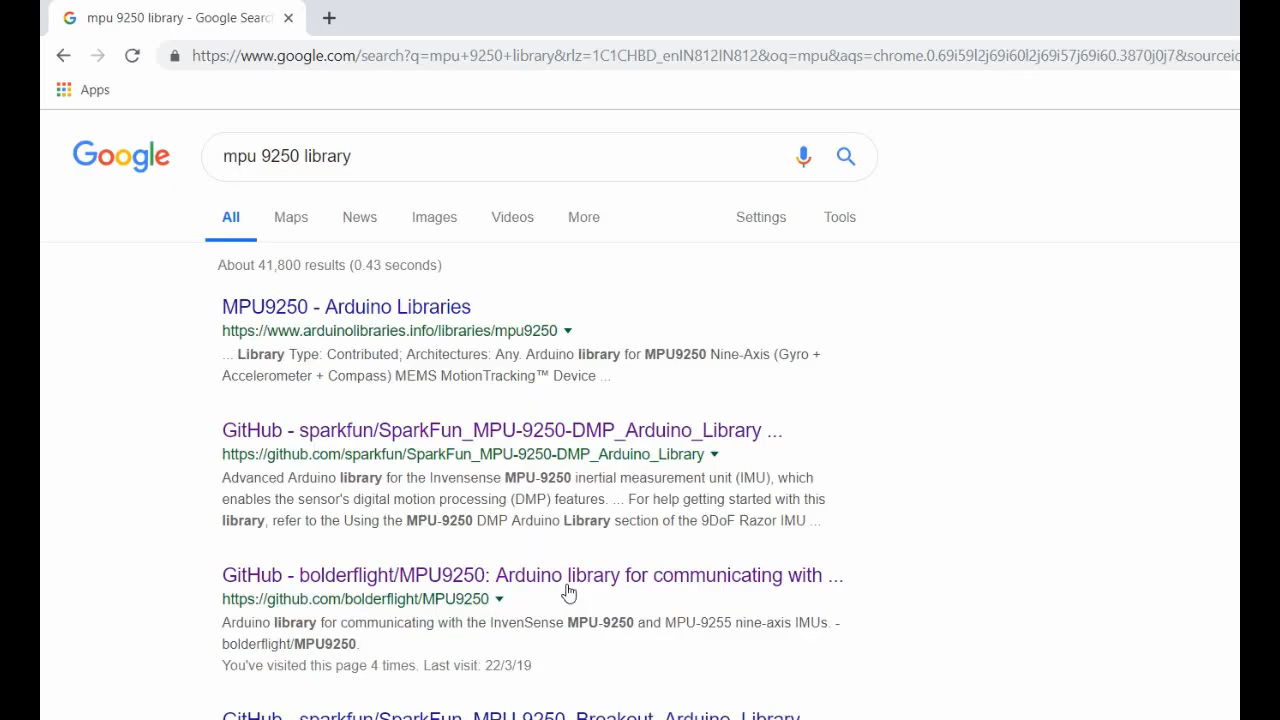 mpu 9250 library - Google Searc
https://www.google.com/search?q=mpu+9250+library&rlz=1C1CHBD_enIN812IN812&oq=mpu&aqs=chrome.0.69i59l2j69i60l2j69i57j69i60.3870j0j7&sourceic
Apps
Google
mpu 9250 library
All Maps News Images Videos More Settings Tools
About 41,800 results (0.43 seconds)
MPU9250 - Arduino Libraries
https://www.arduinolibraries.info/libraries/mpu9250
... Library Type: Contributed; Architectures: Any. Arduino library for MPU9250 Nine-Axis (Gyro +
Accelerometer + Compass) MEMS MotionTracking™ Device ...
GitHub - sparkfun/SparkFun_MPU-9250-DMP_Arduino_Library ...
https://github.com/sparkfun/SparkFun_MPU-9250-DMP_Arduino_Library
Advanced Arduino library for the Invensense MPU-9250 inertial measurement unit (IMU), which
enables the sensor's digital motion processing (DMP) features. ... For help getting started with this
library, refer to the Using the MPU-9250 DMP Arduino Library section of the 9DoF Razor IMU ...
GitHub - bolderflight/MPU9250: Arduino library for communicating with ...
https://github.com/bolderflight/MPU9250
Arduino library for communicating with the InvenSense MPU-9250 and MPU-9255 nine-axis IMUs. -
bolderflight/MPU9250.
You've visited this page 4 times. Last visit: 22/3/19
GitHub - sparkfun/SparkFun_MPU-9250_Breakout_Arduino_Library